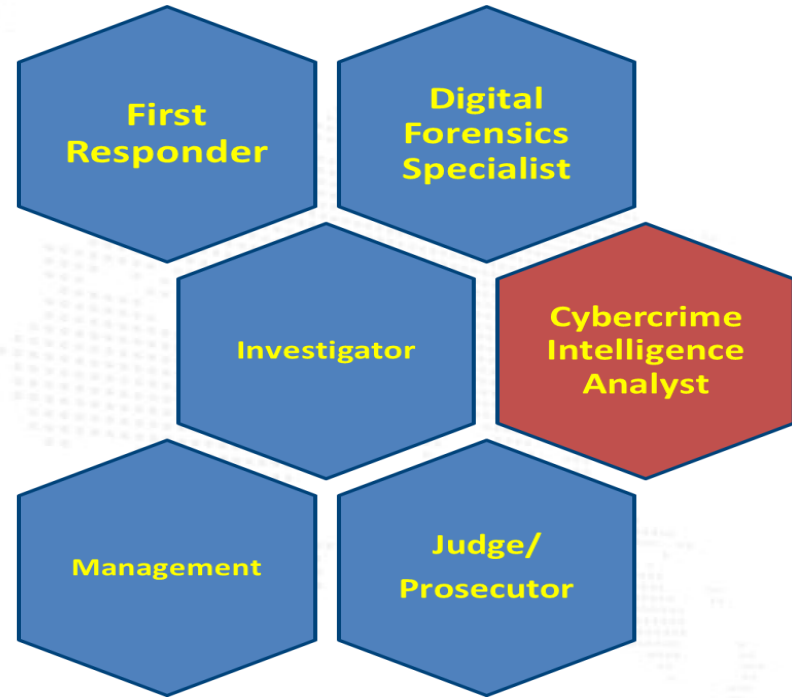 First
Responder
Digital
Forensics
Specialist
Investigator
Cybercrime
Intelligence
Analyst
Management
Judge/
Prosecutor